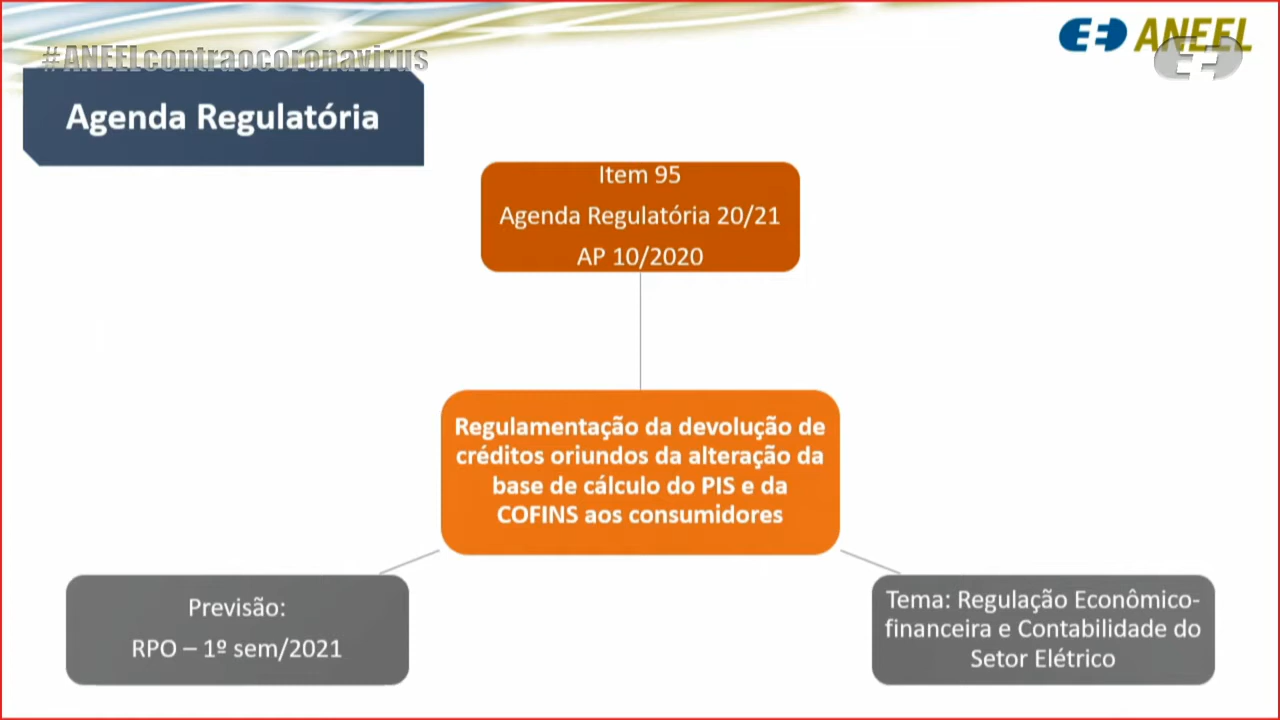 #ANEELcontraocoronavirus
ANEEL
Agenda Regulatória
Item 95
Agenda Regulatória 20/21
AP 10/2020
Regulamentação da devolução de
créditos oriundos da alteração da
base de cálculo do PIS e da
COFINS aos consumidores
Previsão:
RPO – 1º sem/2021
Tema: Regulação Econômico-
financeira e Contabilidade do
Setor Elétrico